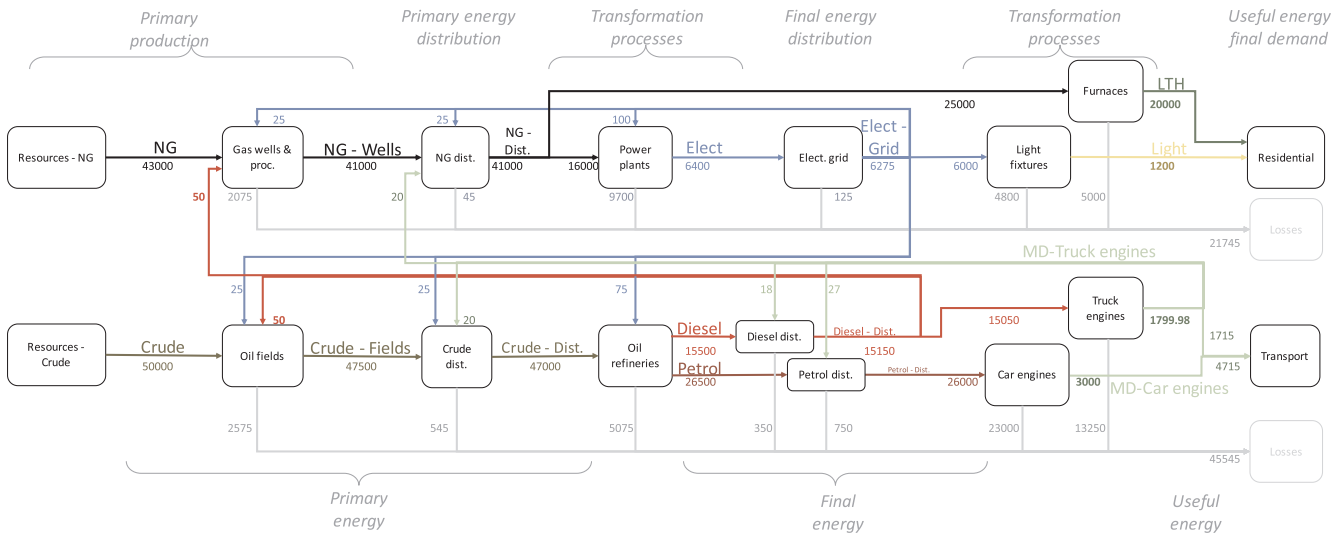 Primary
production
Primary energy
distribution
Transformation
processes
Final energy
distribution
Transformation
processes
Useful energy
final demand
Furnaces
LTH
20000
25000
25
25
100
Resources - NG
NG
43000
Gas wells &
proc.
NG - Wells
41000
NG dist.
NG -
Dist.
41000
16000
Power
plants
Elect
6400
Elect. grid
Elect -
Grid
6275
6000
Light
fixtures
Light
1200
Residential
50
2075
20
45
9700
125
4800
5000
Losses
21745
MD-Truck engines
25
50
25
20
75
18
27
Truck
engines
1799.98
15050
1715
Resources -
Crude
Crude
50000
Oil fields
Crude - Fields
47500
Crude
dist.
Crude - Dist.
47000
Oil
refineries
Diesel
15500
Diesel dist.
Diesel - Dist.
15150
Petrol
26500
Petrol dist.
Petrol - Dist.
26000
Car engines
3000
MD-Car engines
4715
Transport
2575
545
5075
350
750
23000
13250
Losses
45545
Primary
energy
Final
energy
Useful
energy